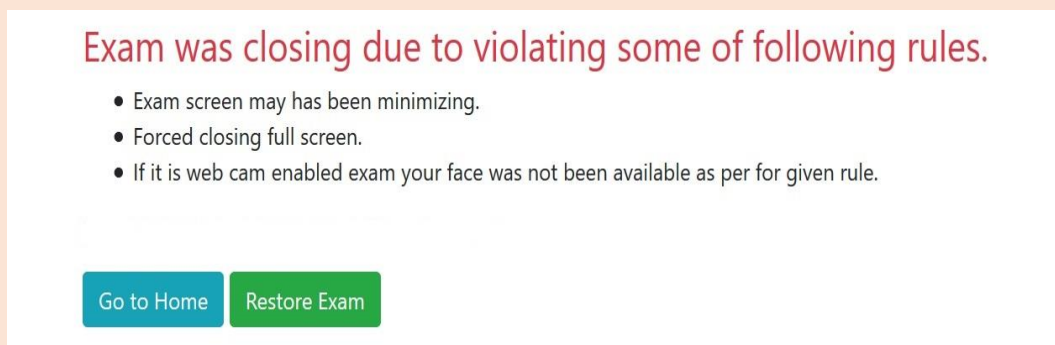 Exam was closing due to violating some of following rules.
• Exam screen may has been minimizing.
• Forced closing full screen.
• If it is web cam enabled exam your face was not been available as per for given rule.
Go to Home Restore Exam